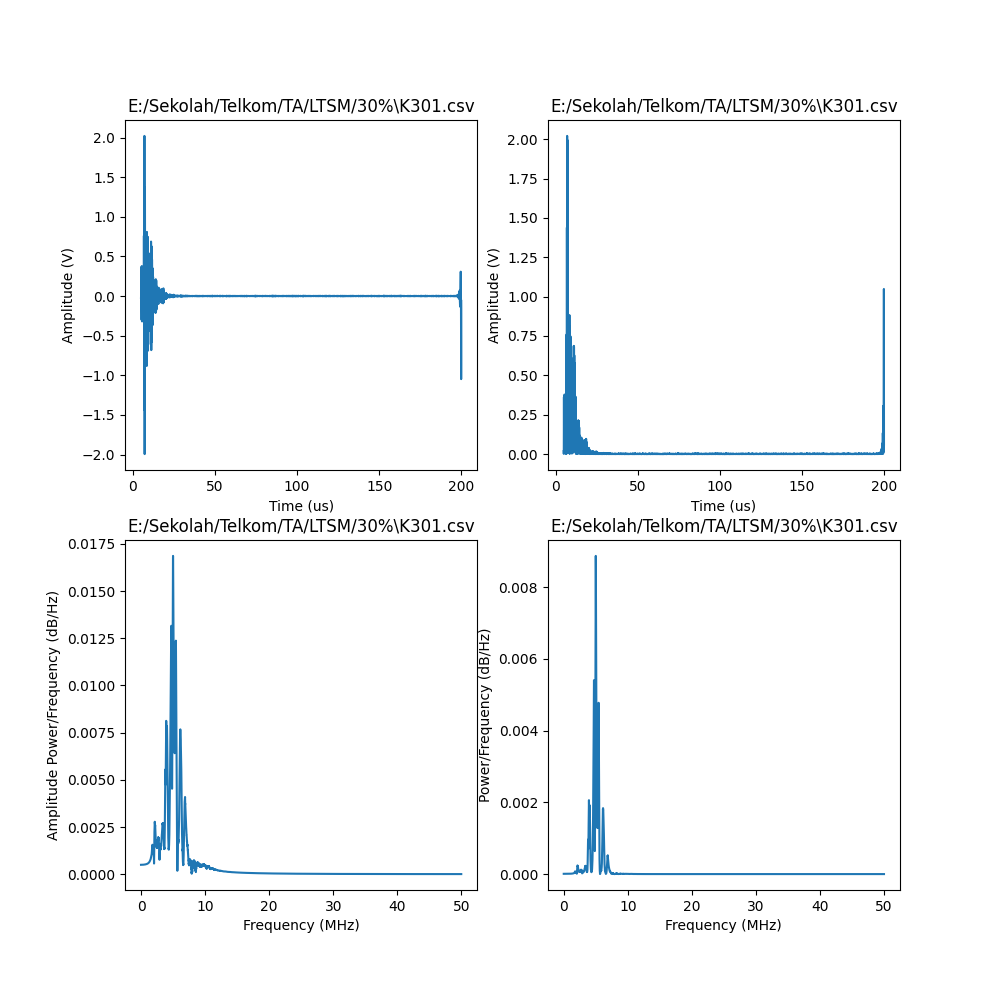 E:/Sekolah/Telkom/TA/LTSM/30%\K301.csv
Amplitude (V)
2.0
1.5
1.0
0.5
0.0
−0.5
−1.0
−1.5
−2.0
0 50 100 150 200
Time (us)
E:/Sekolah/Telkom/TA/LTSM/30%\K301.csv
Amplitude (V)
2.00
1.75
1.50
1.25
1.00
0.75
0.50
0.25
0.00
0 50 100 150 200
Time (us)
E:/Sekolah/Telkom/TA/LTSM/30%\K301.csv
Amplitude Power/Frequency (dB/Hz)
0.0175
0.0150
0.0125
0.0100
0.0075
0.0050
0.0025
0.0000
0 10 20 30 40 50
Frequency (MHz)
E:/Sekolah/Telkom/TA/LTSM/30%\K301.csv
Power/Frequency (dB/Hz)
0.008
0.006
0.004
0.002
0.000
0 10 20 30 40 50
Frequency (MHz)